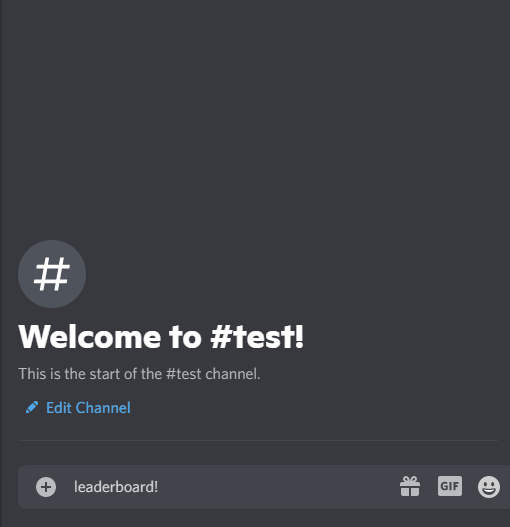 #
Welcome to #test!
This is the start of the #test channel.
Edit Channel
leaderboard!
GIF